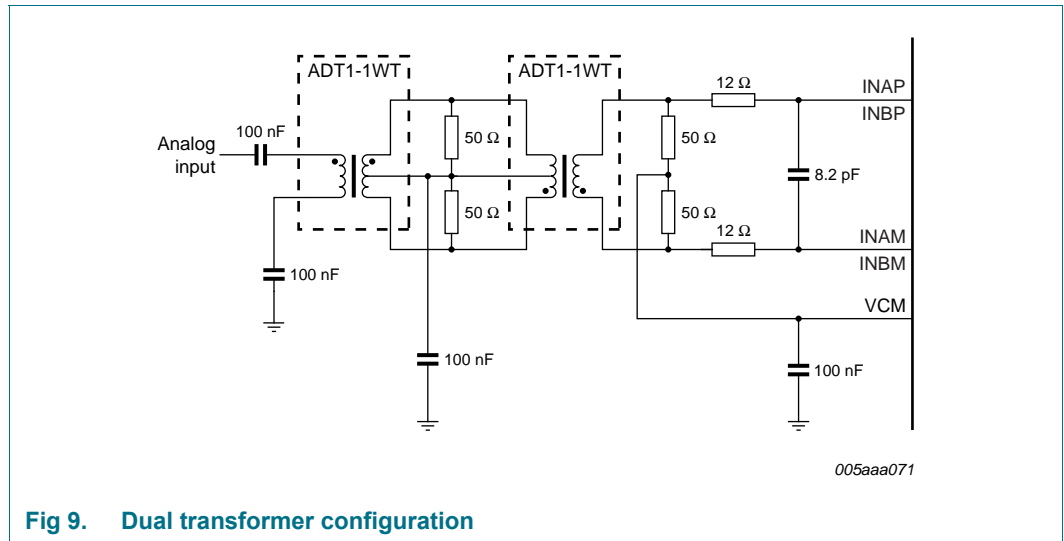 ADT1-1WT
ADT1-1WT
12 Ω
INAP
INBP
100 nF
Analog
input
50 Ω
50 Ω
8.2 pF
50 Ω
50 Ω
12 Ω
INAM
INBM
100 nF
VCM
100 nF
100 nF
005aaa071
Fig 9. Dual transformer configuration